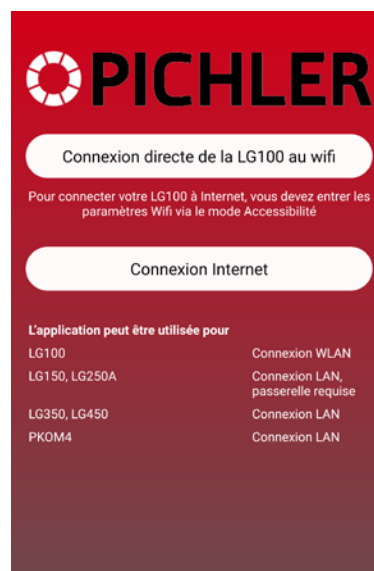 PICHLER
Connexion directe de la LG100 au wifi
Pour connecter votre LG100 à Internet, vous devez entrer les
paramètres Wifi via le mode Accessibilité
Connexion Internet
L'application peut être utilisée pour
LG100 Connexion WLAN
LG150, LG250A Connexion LAN,
passerelle requise
LG350, LG450 Connexion LAN
PKOM4 Connexion LAN